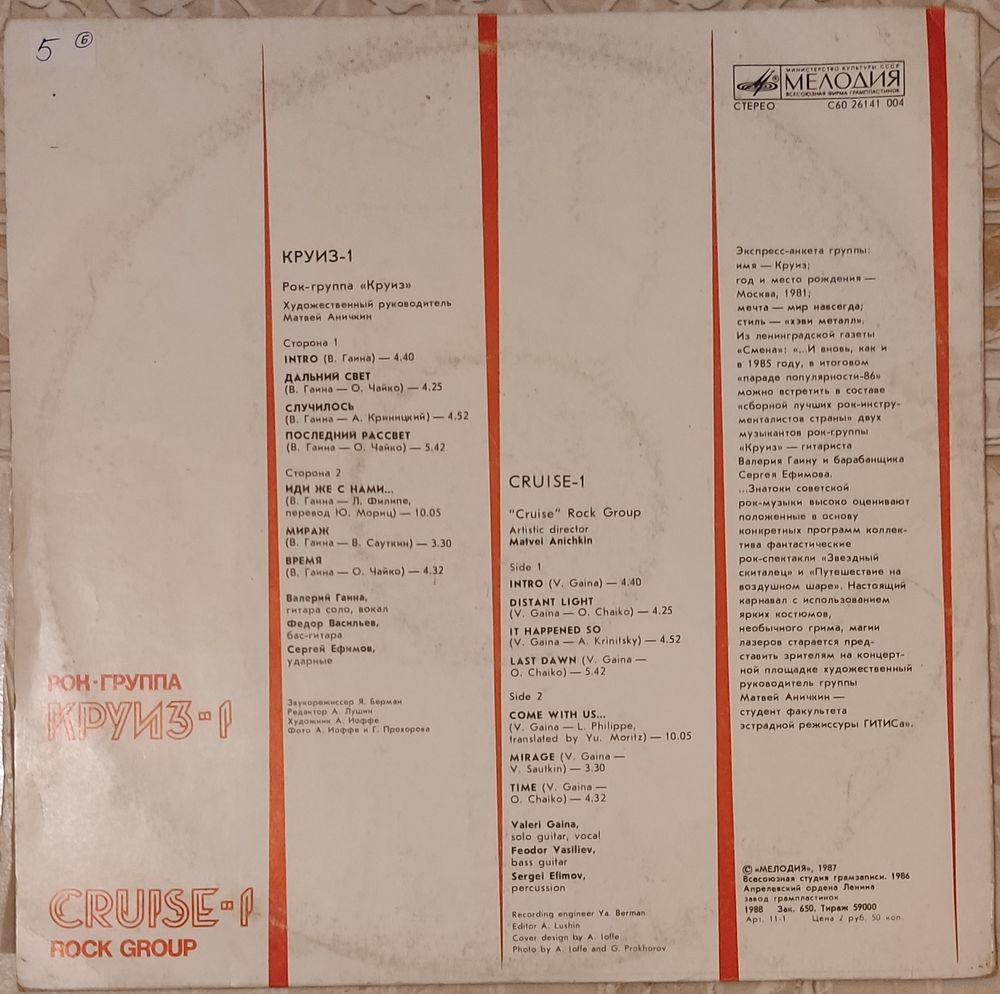 5 Б
РОК-ГРУППА
КРУИЗ-1
CRUISE-1
ROCK GROUP
КРУИЗ-1
Рок-группа «Круиз»
Художественный руководитель
Матвей Аничкин
Сторона 1
INTRO (В. Гаина) — 4.40
ДАЛЬНИЙ СВЕТ
(В. Гаина — О. Чайко) — 4.25
СЛУЧИЛОСЬ
(В. Гаина — А. Криницкий) — 4.52
ПОСЛЕДНИЙ РАССВЕТ
(В. Гаина — О. Чайко) — 5.42
Сторона 2
ИДИ ЖЕ С НАМИ...
(В. Гаина — Л. Филипе,
перевод Ю. Мориц) — 10.05
МИРАЖ
(В. Гаина — В. Сауткин) — 3.30
ВРЕМЯ
(В. Гаина — О. Чайко) — 4.32
Валерий Гаина,
гитара соло, вокал
Федор Васильев,
бас-гитара
Сергей Ефимов,
ударные
Звукорежиссер Я. Берман
Редактор А. Лушин
Художник А. Иоффе
Фото А. Иоффе и Г. Прохорова
CRUISE-1
"Cruise" Rock Group
Artistic director
Matvei Anichkin
Side 1
INTRO (V. Gaina) — 4.40
DISTANT LIGHT
(V. Gaina — O. Chaiko) — 4.25
IT HAPPENED SO
(V. Gaina — A. Krinitsky) — 4.52
LAST DAWN (V. Gaina —
O. Chaiko) — 5.42
Side 2
COME WITH US...
(V. Gaina — L. Philippe,
translated by Yu. Moritz) — 10.05
MIRAGE (V. Gaina —
V. Sautkin) — 3.30
TIME (V. Gaina —
O. Chaiko) — 4.32
Valeri Gaina,
solo guitar, vocal
Feodor Vasiliev,
bass guitar
Sergei Efimov,
percussion
Recording engineer Ya. Berman
Editor A. Lushin
Cover design by A. Ioffe
Photo by A. Ioffe and G. Prokhorov
МИНИСТЕРСТВО КУЛЬТУРЫ СССР
МЕЛОДИЯ
ВСЕСОЮЗНАЯ ФИРМА ГРАМПЛАСТИНОК
СТЕРЕО С60 26141 004
Экспресс-анкета группы:
имя — Круиз;
год и место рождения —
Москва, 1981;
мечта — мир навсегда;
стиль — «хэви металл».
Из ленинградской газеты
«Смена»: «...И вновь, как и
в 1985 году, в итоговом
«параде популярности-86»
можно встретить в составе
«сборной лучших рок-инстру-
менталистов страны» двух
музыкантов рок-группы
«Круиз» — гитариста
Валерия Гаину и барабанщика
Сергея Ефимова.
...Знатоки советской
рок-музыки высоко оценивают
положенные в основу
конкретных программ коллек-
тива фантастические
рок-спектакли «Звездный
скиталец» и «Путешествие на
воздушном шаре». Настоящий
карнавал с использованием
ярких костюмов,
необычного грима, магии
лазеров старается пред-
ставить зрителям на концерт-
ной площадке художественный
руководитель группы
Матвей Аничкин —
студент факультета
эстрадной режиссуры ГИТИСа».
© «МЕЛОДИЯ», 1987
Всесоюзная студия грамзаписи. 1986
Апрелевский ордена Ленина
завод грампластинок
1988 Зак. 650. Тираж 59000
Арт. 11-1 Цена 2 руб. 50 коп.